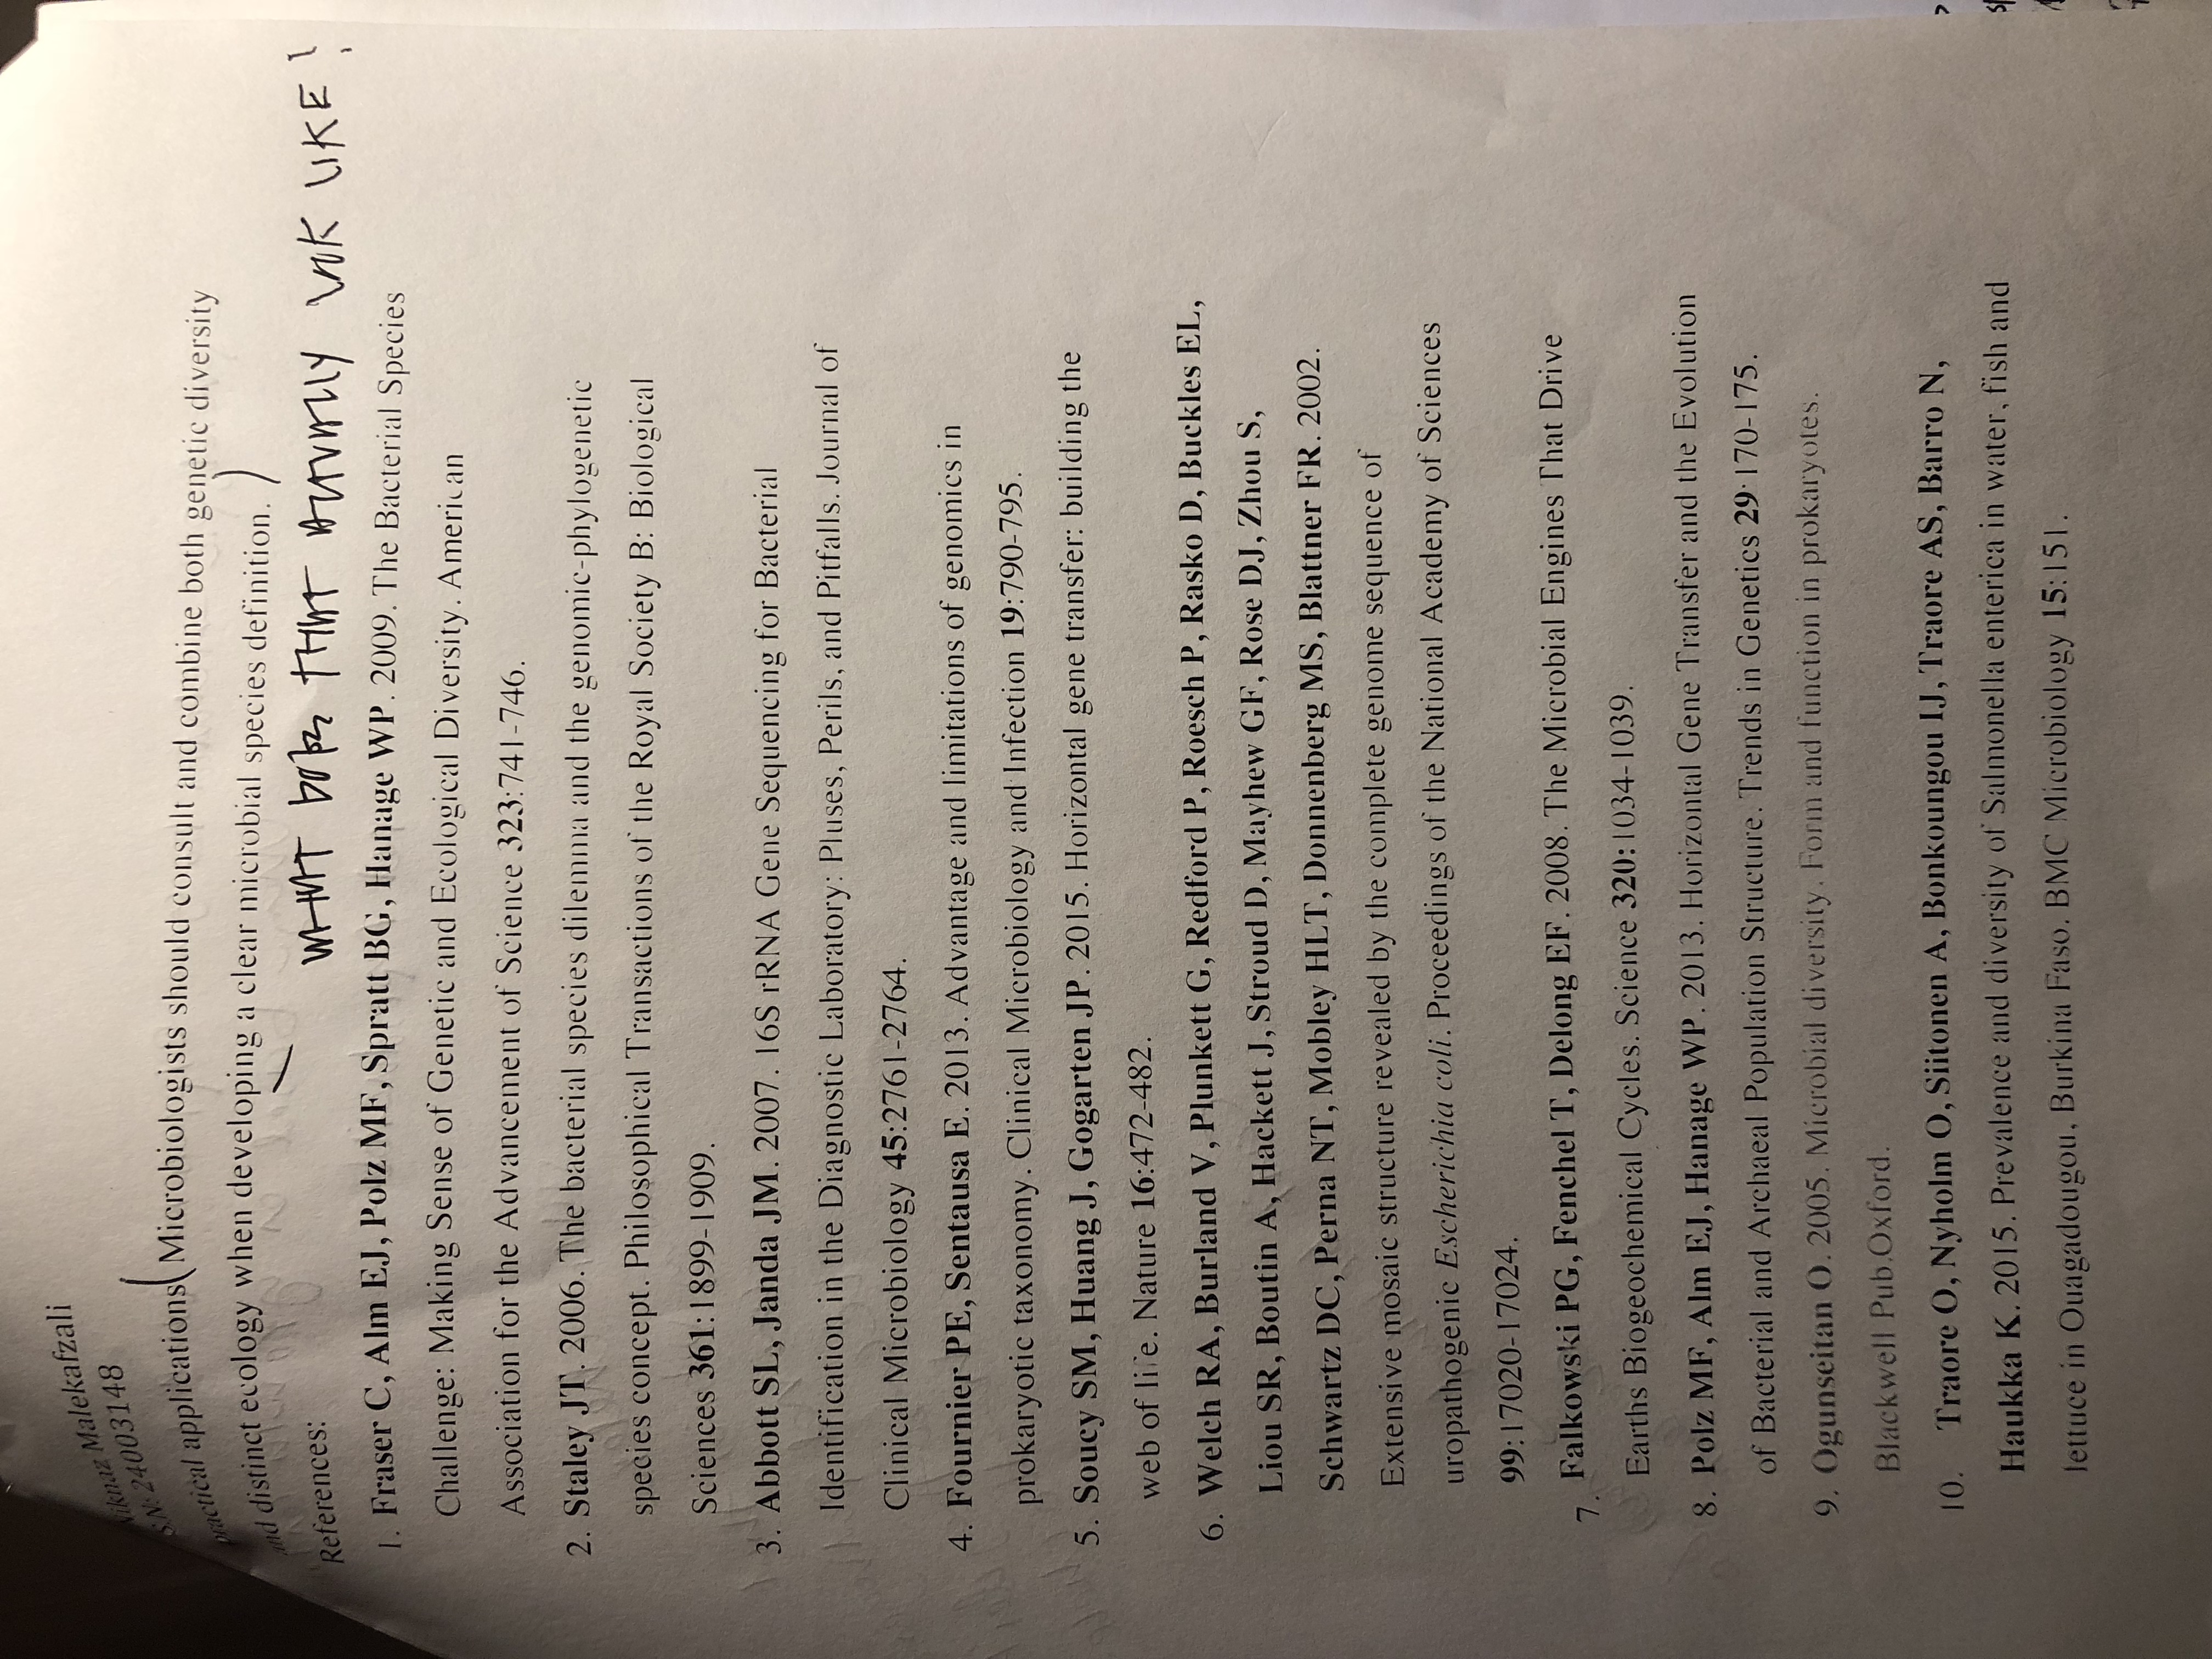 Niknaz Malekafzali
S.N: 24003148
practical applications( Microbiologists should consult and combine both genetic diversity
and distinct ecology when developing a clear microbial species definition. )
WHAT DOES THAT ACTUALLY LOOK LIKE!
References:
1. Fraser C, Alm EJ, Polz MF, Spratt BG, Hanage WP. 2009. The Bacterial Species
Challenge: Making Sense of Genetic and Ecological Diversity. American
Association for the Advancement of Science 323:741-746.
2. Staley JT. 2006. The bacterial species dilemma and the genomic-phylogenetic
species concept. Philosophical Transactions of the Royal Society B: Biological
Sciences 361:1899-1909.
3. Abbott SL, Janda JM. 2007. 16S rRNA Gene Sequencing for Bacterial
Identification in the Diagnostic Laboratory: Pluses, Perils, and Pitfalls. Journal of
Clinical Microbiology 45:2761-2764.
4. Fournier PE, Sentausa E. 2013. Advantage and limitations of genomics in
prokaryotic taxonomy. Clinical Microbiology and Infection 19:790-795.
5. Soucy SM, Huang J, Gogarten JP. 2015. Horizontal gene transfer: building the
web of life. Nature 16:472-482.
6. Welch RA, Burland V, Plunkett G, Redford P, Roesch P, Rasko D, Buckles EL,
Liou SR, Boutin A, Hackett J, Stroud D, Mayhew GF, Rose DJ, Zhou S,
Schwartz DC, Perna NT, Mobley HLT, Donnenberg MS, Blattner FR. 2002.
Extensive mosaic structure revealed by the complete genome sequence of
uropathogenic Escherichia coli. Proceedings of the National Academy of Sciences
99:17020-17024.
7. Falkowski PG, Fenchel T, Delong EF. 2008. The Microbial Engines That Drive
Earths Biogeochemical Cycles. Science 320:1034-1039.
8. Polz MF, Alm EJ, Hanage WP. 2013. Horizontal Gene Transfer and the Evolution
of Bacterial and Archaeal Population Structure. Trends in Genetics 29:170-175.
9. Ogunseitan O. 2005. Microbial diversity. Form and function in prokaryotes.
Blackwell Pub.Oxford.
10. Traore O, Nyholm O, Siitonen A, Bonkoungou IJ, Traore AS, Barro N,
Haukka K. 2015. Prevalence and diversity of Salmonella enterica in water, fish and
lettuce in Ouagadougou, Burkina Faso. BMC Microbiology 15:151.